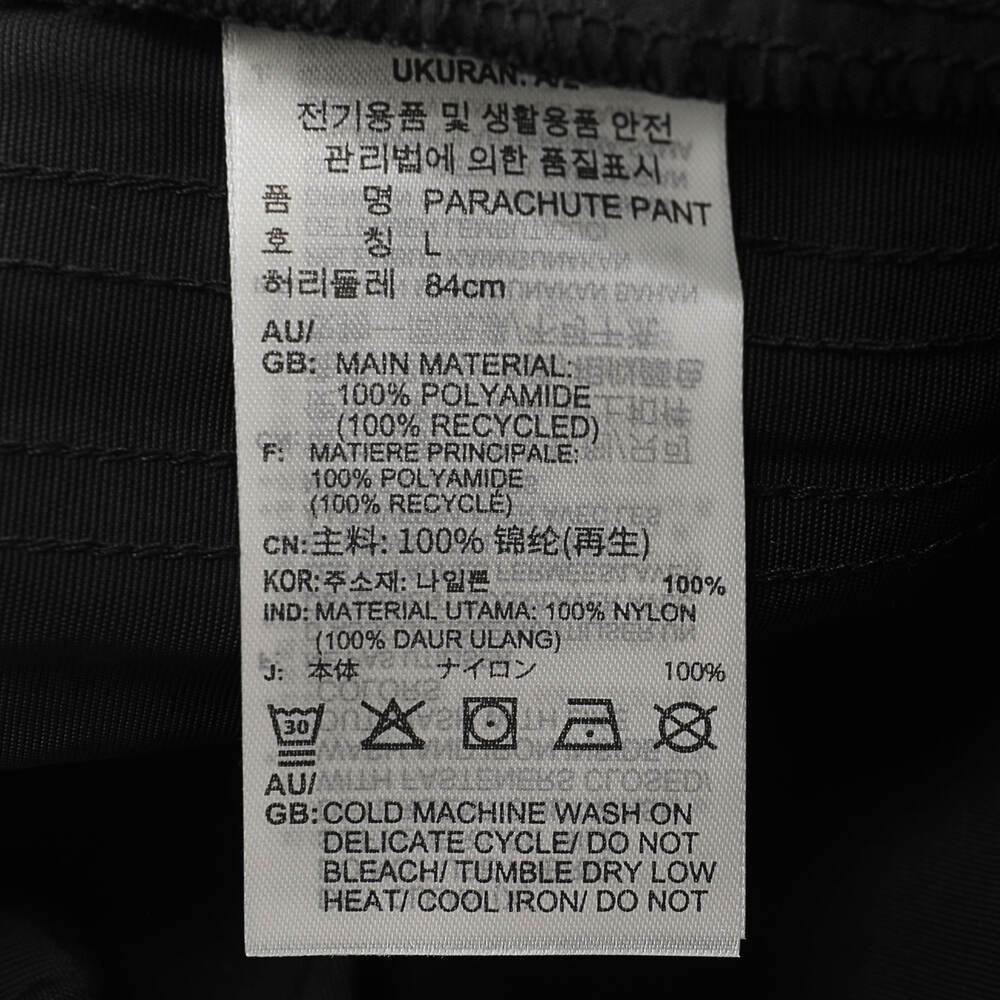 UKURAN: A/L
전기용품 및 생활용품 안전
관리법에 의한 품질표시
품 명 PARACHUTE PANT
호 칭 L
허리둘레 84cm
AU/
GB: MAIN MATERIAL:
100% POLYAMIDE
(100% RECYCLED)
F: MATIERE PRINCIPALE:
100% POLYAMIDE
(100% RECYCLÉ)
CN:主料: 100% 锦纶(再生)
KOR:주소재: 나일론 100%
IND: MATERIAL UTAMA: 100% NYLON
(100% DAUR ULANG)
J: 本体 ナイロン 100%
30
AU/
GB: COLD MACHINE WASH ON
DELICATE CYCLE/ DO NOT
BLEACH/ TUMBLE DRY LOW
HEAT/ COOL IRON/ DO NOT